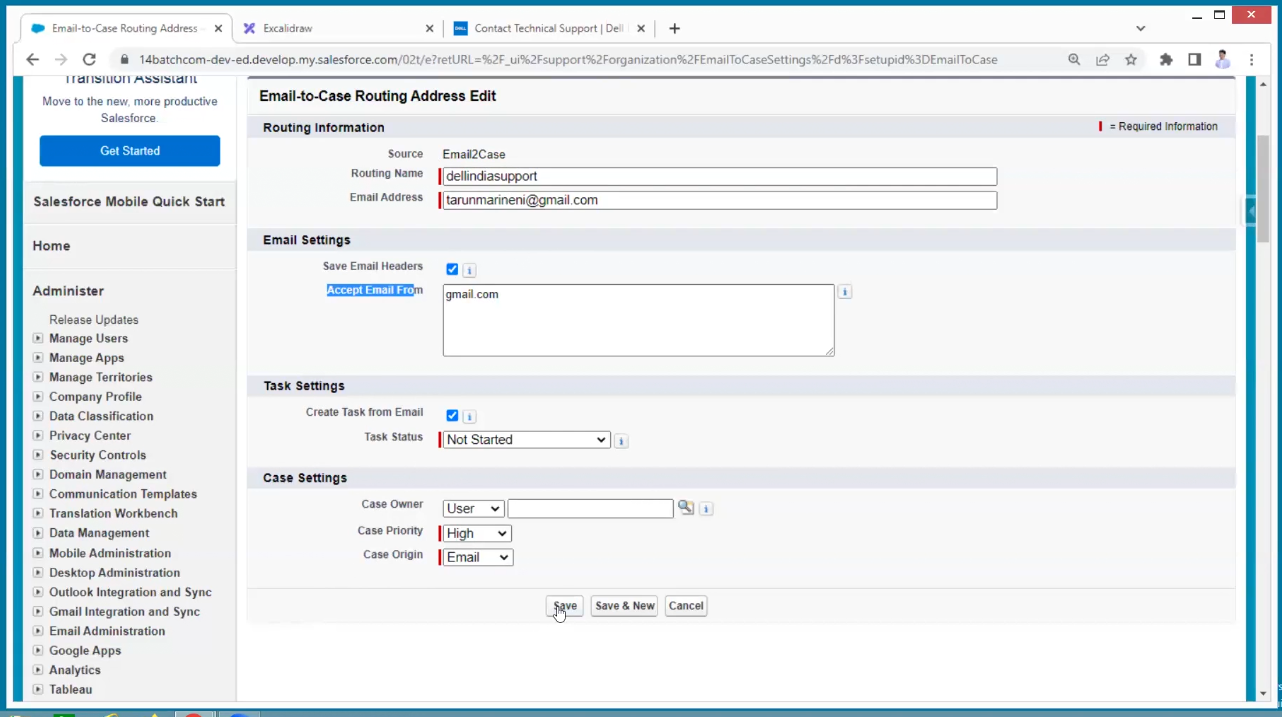 Email-to-Case Routing Address
Excalidraw
Contact Technical Support | Dell
14batchcom-dev-ed.develop.my.salesforce.com/02t/e?retURL=%2F_ui%2Fsupport%2Forganization%2FEmailToCaseSettings%2Fd%3Fsetupid%3DEmailToCase
Transition Assistant
Move to the new, more productive
Salesforce.
Get Started
Salesforce Mobile Quick Start
Home
Administer
Release Updates
Manage Users
Manage Apps
Manage Territories
Company Profile
Data Classification
Privacy Center
Security Controls
Domain Management
Communication Templates
Translation Workbench
Data Management
Mobile Administration
Desktop Administration
Outlook Integration and Sync
Gmail Integration and Sync
Email Administration
Google Apps
Analytics
Tableau
Email-to-Case Routing Address Edit
Routing Information
= Required Information
Source Email2Case
Routing Name dellindiasupport
Email Address tarunmarineni@gmail.com
Email Settings
Save Email Headers
Accept Email From gmail.com
Task Settings
Create Task from Email
Task Status Not Started
Case Settings
Case Owner User
Case Priority High
Case Origin Email
Save Save & New Cancel